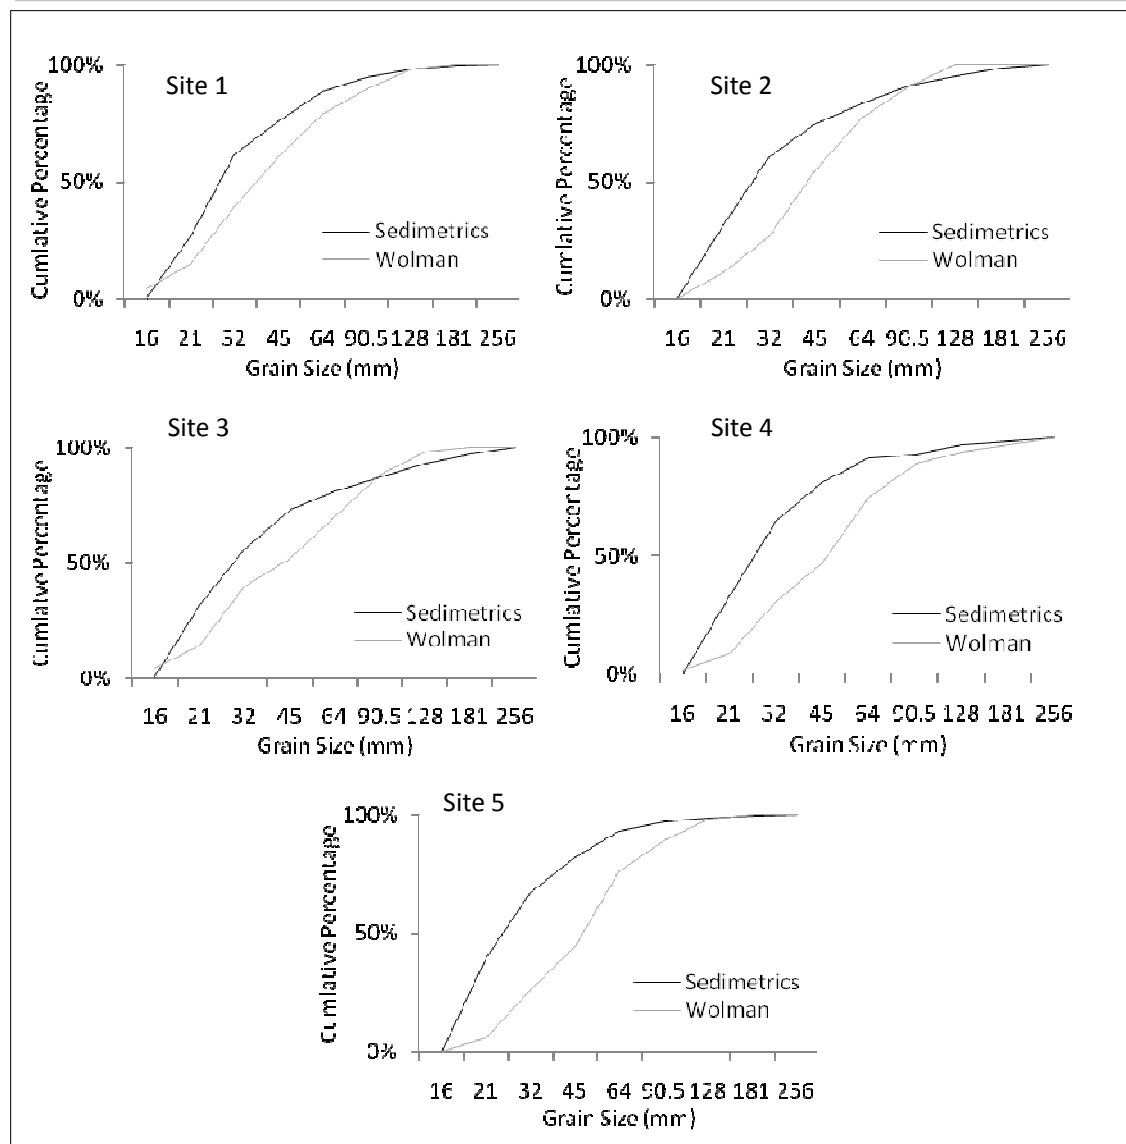 Site 1
Cumlative Percentage
100%
50%
0%
Sedimetrics
Wolman
16 21 32 45 64 90.5 128 181 256
Grain Size (mm)
Site 2
Cumlative Percentage
100%
50%
0%
Sedimetrics
Wolman
16 21 32 45 64 90.5 128 181 256
Grain Size (mm)
Site 3
Cumlatve Percentage
100%
50%
0%
Sedimetrics
Wolman
16 21 32 45 64 90.5 128 181 256
Grain Size (mm)
Site 4
Cumlative Percentage
100%
50%
0%
Sedimetrics
Wolman
16 21 32 45 64 90.5 128 181 256
Grain Size (mm)
Site 5
Cumlative Percentage
100%
50%
0%
Sedimetrics
Wolman
16 21 32 45 64 90.5 128 181 256
Grain Size (mm)